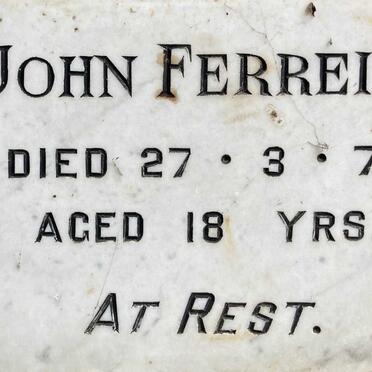 JOHN FERREI
DIED 27 · 3 · 7
AGED 18 YRS
AT REST.